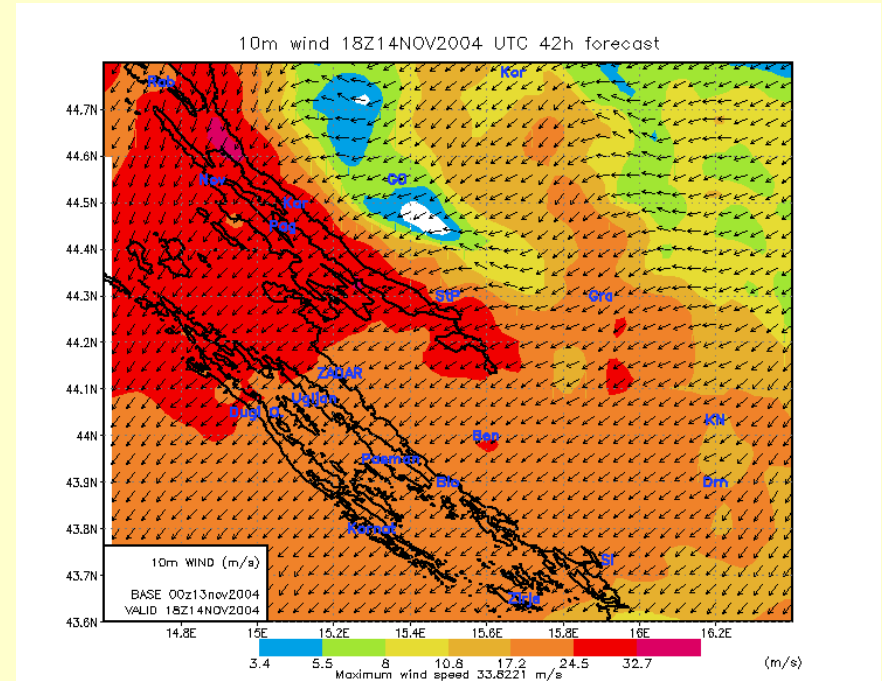 10m wind 18Z14NOV2004 UTC 42h forecast
Rab
Kor
44.7N
44.6N
Nov
GO
44.5N
Kar
Pag
44.4N
44.3N
StP
Gra
44.2N
ZADAR
44.1N
Ugljan
Dugi O.
KN
44N
Ben
Pasman
43.9N
Bio
Drn
43.8N
Kornat
43.7N
Si
Zirje
43.6N
10m WIND (m/s)
BASE 00z13nov2004
VALID 18Z14NOV2004
14.8E 15E 15.2E 15.4E 15.6E 15.8E 16E 16.2E
3.4 5.5 8 10.8 17.2 24.5 32.7 (m/s)
Maximum wind speed 33.8221 m/s